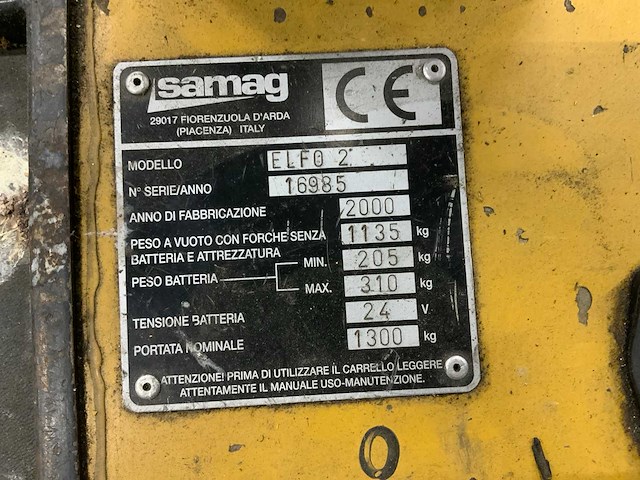 samag
CE
29017 FIORENZUOLA D'ARDA
(PIACENZA) ITALY
MODELLO ELFO 2
N° SERIE/ANNO 16985
ANNO DI FABBRICAZIONE 2000
PESO A VUOTO CON FORCHE SENZA
BATTERIA E ATTREZZATURA 1135 kg
PESO BATTERIA MIN. 205 kg
MAX. 310 kg
TENSIONE BATTERIA 24 V.
PORTATA NOMINALE 1300 kg
ATTENZIONE! PRIMA DI UTILIZZARE IL CARRELLO LEGGERE
ATTENTAMENTE IL MANUALE USO-MANUTENZIONE.